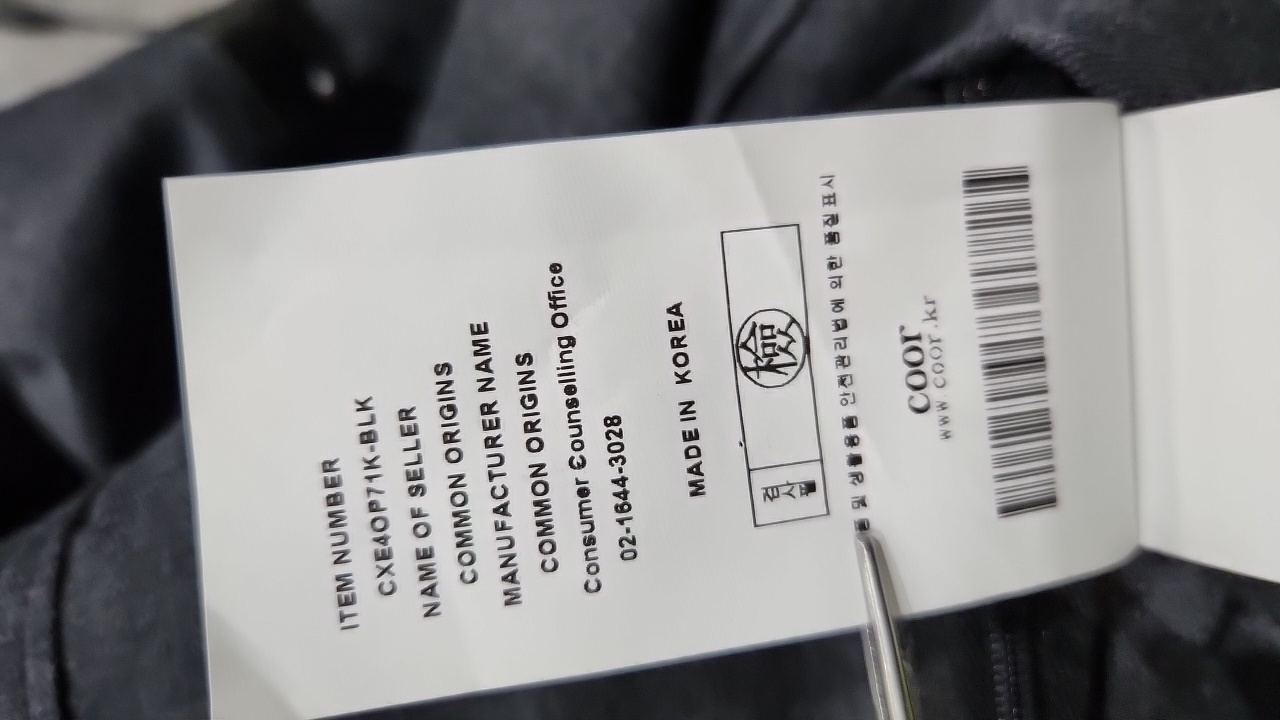 ITEM NUMBER
CXE4OP71K-BLK
NAME OF SELLER
COMMON ORIGINS
MANUFACTURER NAME
COMMON ORIGINS
Consumer Counselling Office
02-1644-3028
MADE IN KOREA
검사필
檢
및 생활용품 안전관리법에 의한 품질표시
coor
www.coor.kr